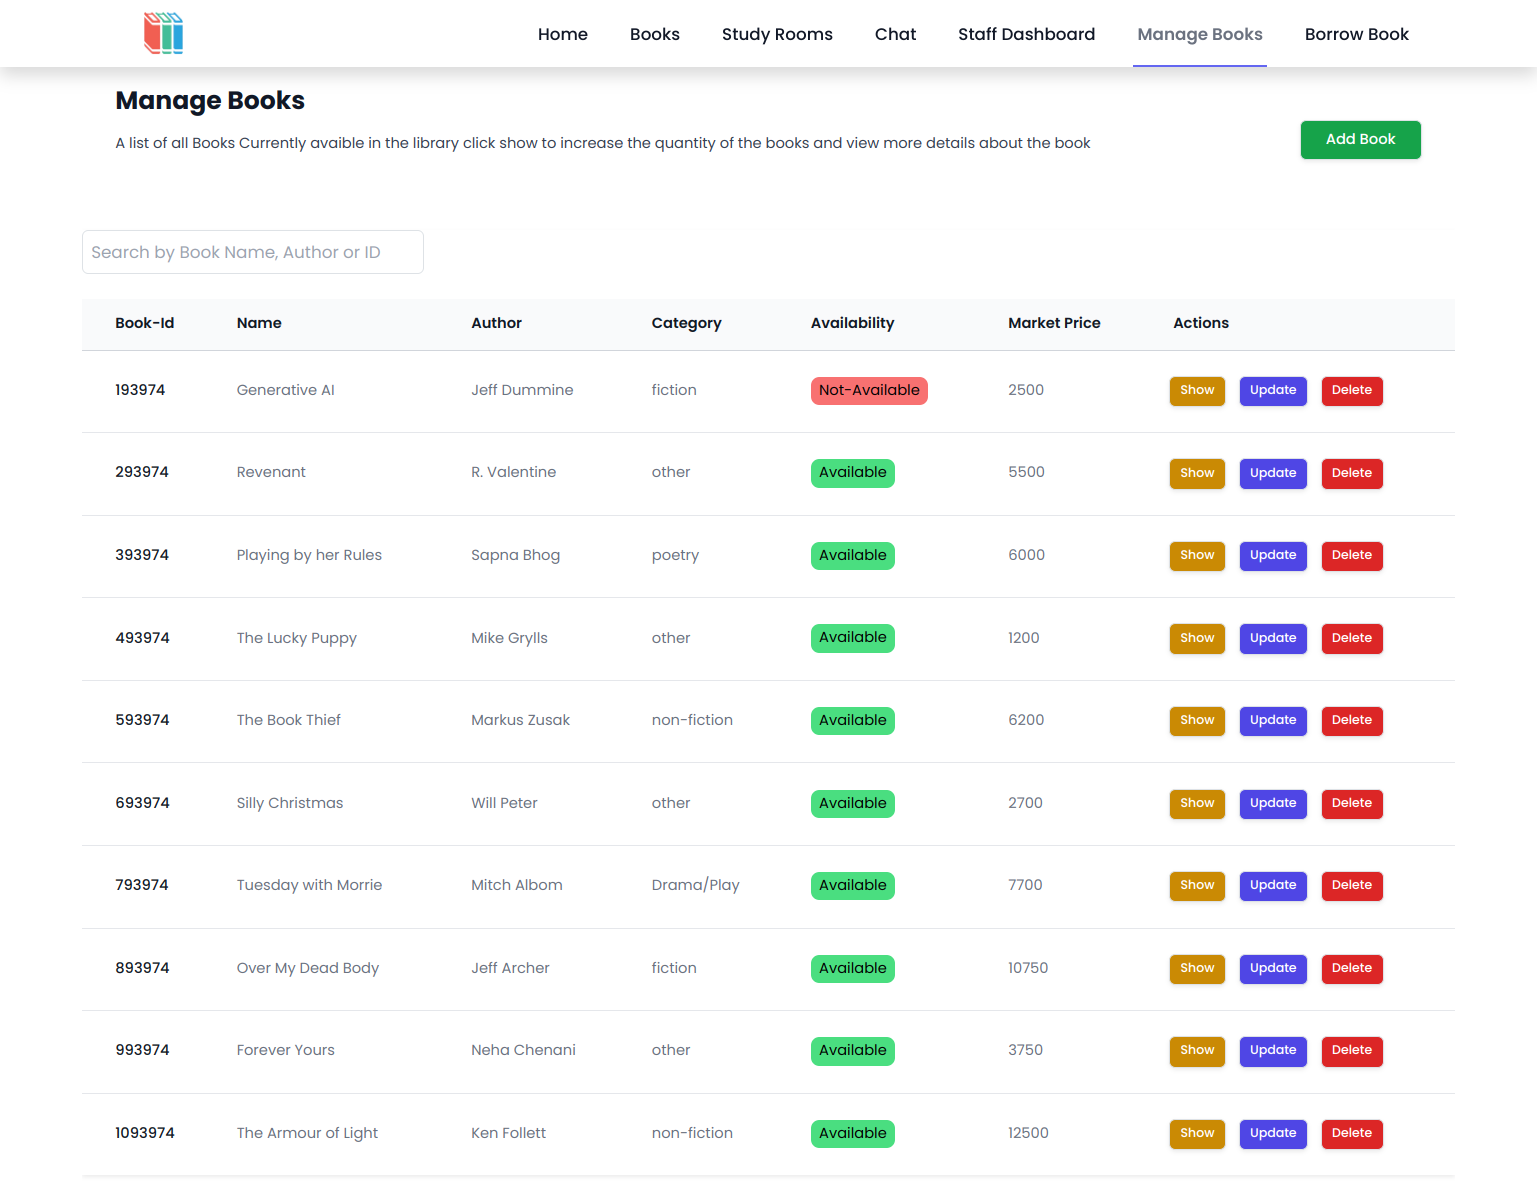 Home Books Study Rooms Chat Staff Dashboard Manage Books Borrow Book
Manage Books
A list of all Books Currently avaible in the library click show to increase the quantity of the books and view more details about the book
Add Book
Search by Book Name, Author or ID
Book-Id Name Author Category Availability Market Price Actions
193974 Generative AI Jeff Dummine fiction Not-Available 2500 Show Update Delete
293974 Revenant R. Valentine other Available 5500 Show Update Delete
393974 Playing by her Rules Sapna Bhog poetry Available 6000 Show Update Delete
493974 The Lucky Puppy Mike Grylls other Available 1200 Show Update Delete
593974 The Book Thief Markus Zusak non-fiction Available 6200 Show Update Delete
693974 Silly Christmas Will Peter other Available 2700 Show Update Delete
793974 Tuesday with Morrie Mitch Albom Drama/Play Available 7700 Show Update Delete
893974 Over My Dead Body Jeff Archer fiction Available 10750 Show Update Delete
993974 Forever Yours Neha Chenani other Available 3750 Show Update Delete
1093974 The Armour of Light Ken Follett non-fiction Available 12500 Show Update Delete